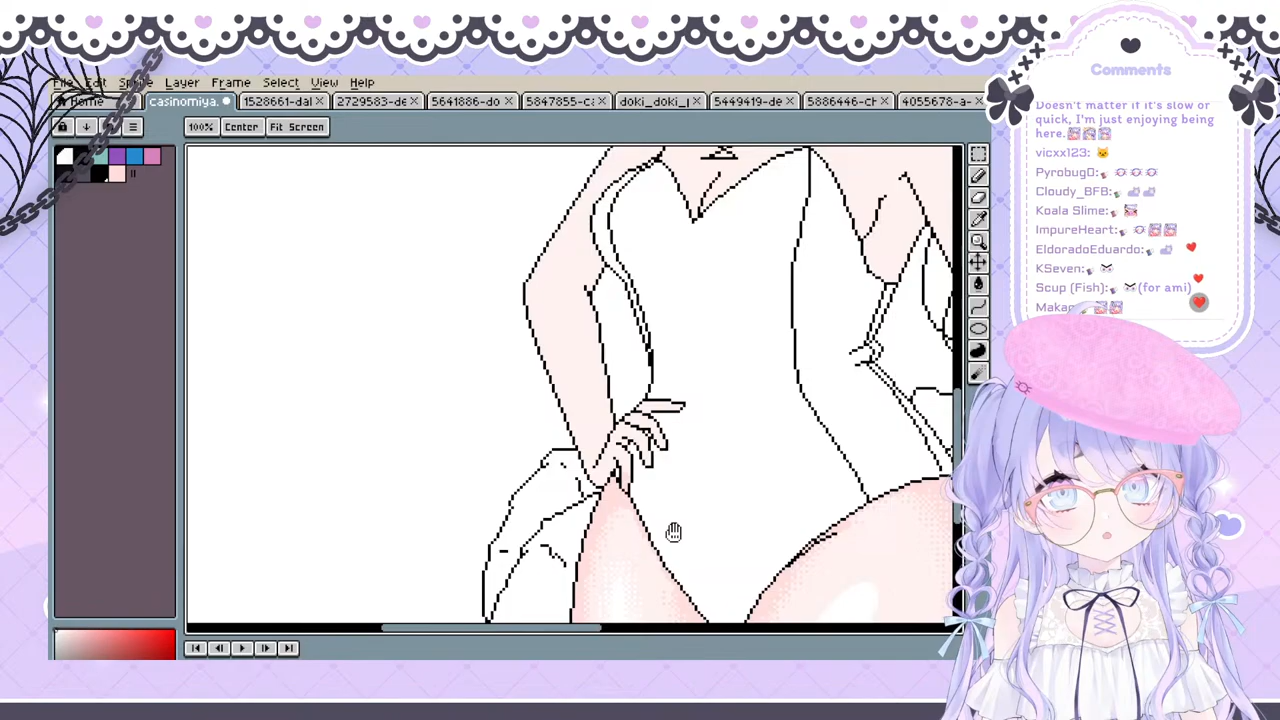 File Edit Sprite Layer Frame Select View Help
Home casinomiya. 1528661-dal 2729583-de 5641886-do 5847855-c doki_doki_ 5449419-de 5886446-ch 4055678-a-
100% Center Fit Screen
Comments
Doesn't matter if it's slow or
quick, I'm just enjoying being
here.
vicxx123:
Pyrobug0:
Cloudy_BFB:
Koala Slime:
ImpureHeart:
EldoradoEduardo:
KSeven:
Scup (Fish): (for ami)